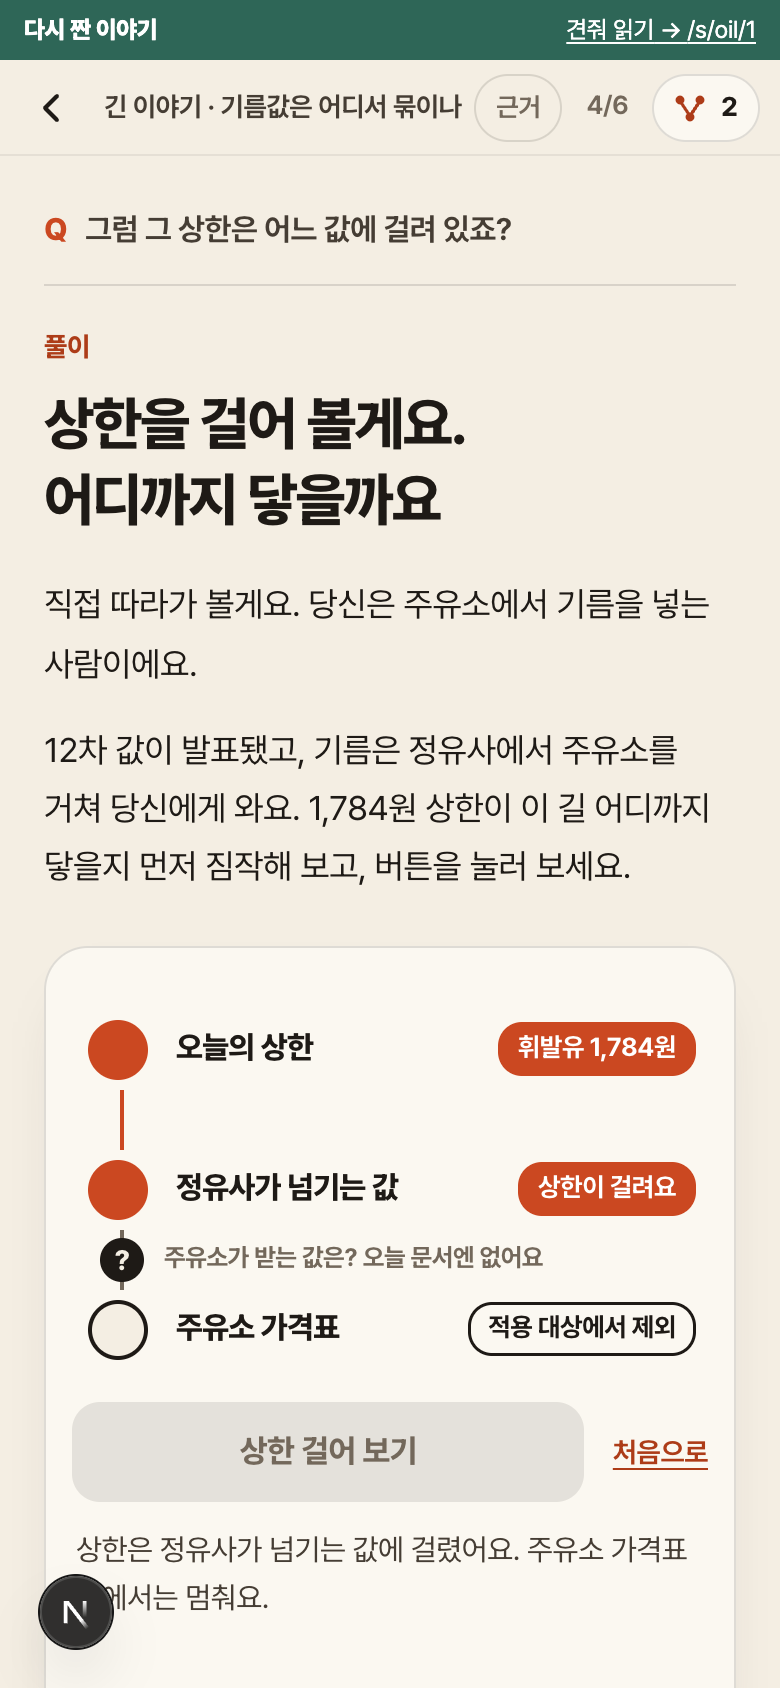 다시 짠 이야기
견줘 읽기 → /s/oil/1
긴 이야기 · 기름값은 어디서 묶이나
근거
4/6
2
Q 그럼 그 상한은 어느 값에 걸려 있죠?
풀이
상한을 걸어 볼게요.
어디까지 닿을까요
직접 따라가 볼게요. 당신은 주유소에서 기름을 넣는
사람이에요.
12차 값이 발표됐고, 기름은 정유사에서 주유소를
거쳐 당신에게 와요. 1,784원 상한이 이 길 어디까지
닿을지 먼저 짐작해 보고, 버튼을 눌러 보세요.
오늘의 상한
휘발유 1,784원
정유사가 넘기는 값
상한이 걸려요
? 주유소가 받는 값은? 오늘 문서엔 없어요
주유소 가격표
적용 대상에서 제외
상한 걸어 보기
처음으로
상한은 정유사가 넘기는 값에 걸렸어요. 주유소 가격표
에서는 멈춰요.
N